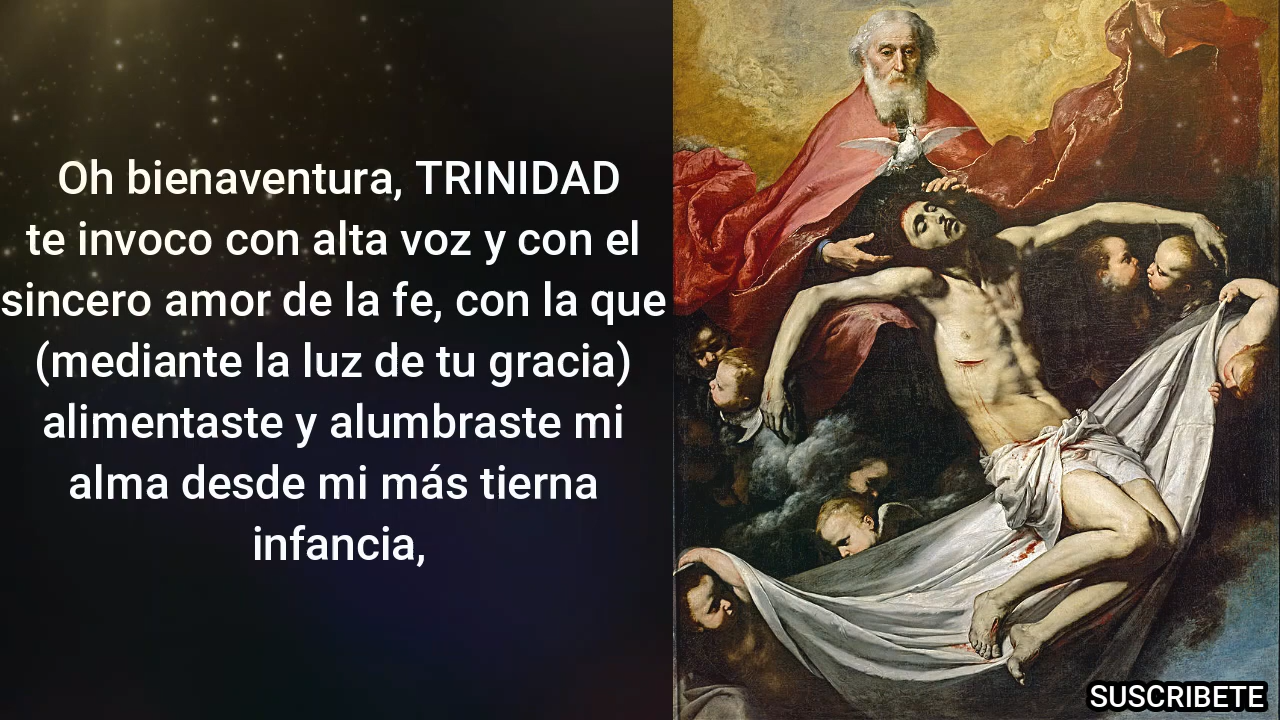 Oh bienaventura, TRINIDAD
te invoco con alta voz y con el
sincero amor de la fe, con la que
(mediante la luz de tu gracia)
alimentaste y alumbraste mi
alma desde mi más tierna
infancia,
SUSCRIBETE